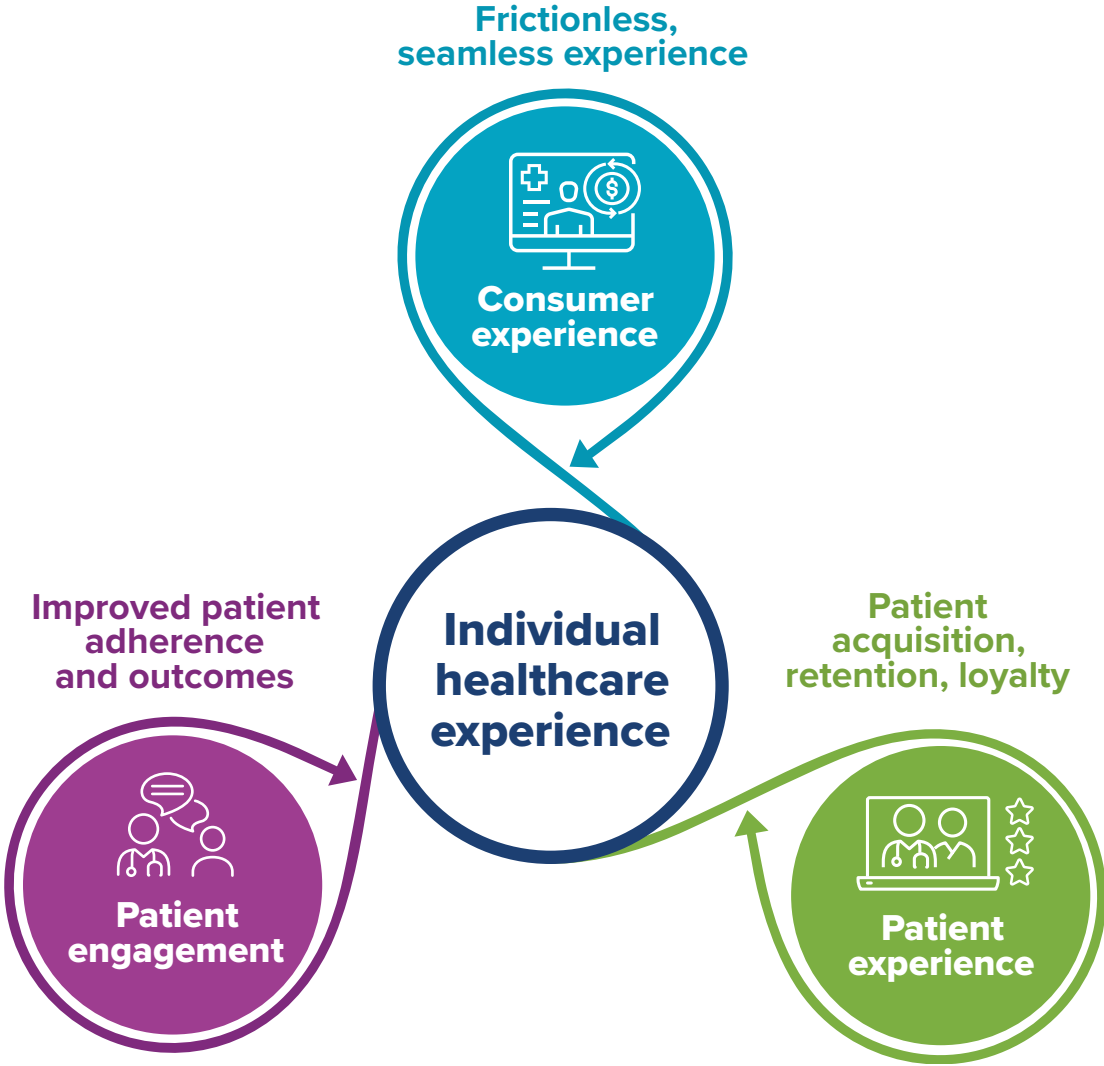 Frictionless,
seamless experience
$
Consumer
experience
Individual
healthcare
experience
Improved patient
adherence
and outcomes
Patient
engagement
Patient
acquisition,
retention, loyalty
Patient
experience